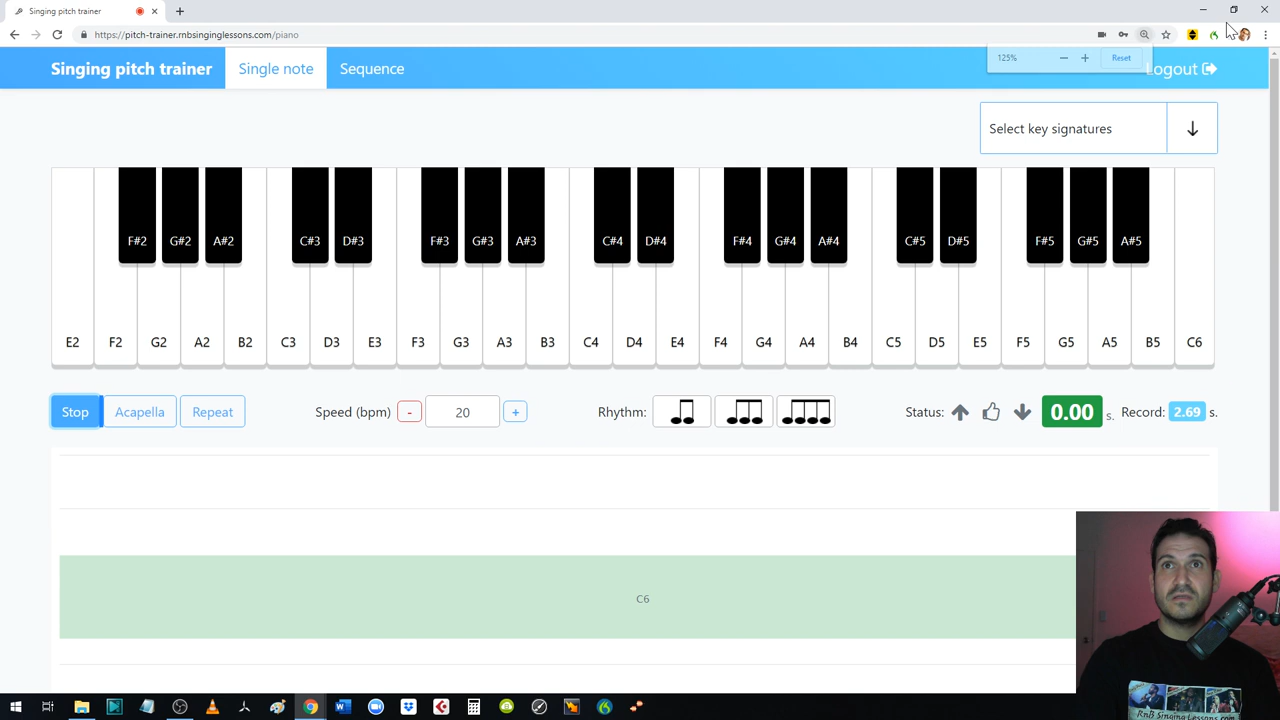 Singing pitch trainer
https://pitch-trainer.rnbsinginglessons.com/piano
125%
Reset
Singing pitch trainer
Single note
Sequence
Logout
Select key signatures
F#2 G#2 A#2 C#3 D#3 F#3 G#3 A#3 C#4 D#4 F#4 G#4 A#4 C#5 D#5 F#5 G#5 A#5
E2 F2 G2 A2 B2 C3 D3 E3 F3 G3 A3 B3 C4 D4 E4 F4 G4 A4 B4 C5 D5 E5 F5 G5 A5 B5 C6
Stop Acapella Repeat Speed (bpm) - 20 + Rhythm: Status: 0.00 s. Record: 2.69 s.
C6
RnB Singing Lessons.com